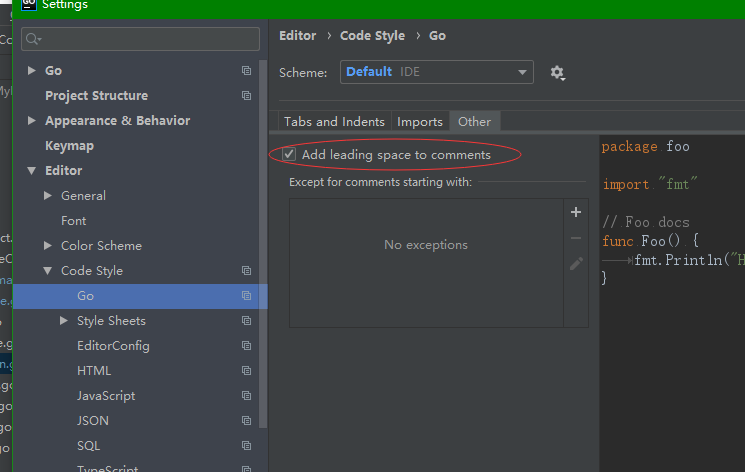 GO
Settings
Go
Project Structure
Appearance & Behavior
Keymap
Editor
General
Font
Color Scheme
Code Style
Go
Style Sheets
EditorConfig
HTML
JavaScript
JSON
SQL
TypeScript
Editor › Code Style › Go
Scheme: Default IDE
Tabs and Indents Imports Other
Add leading space to comments
Except for comments starting with:
No exceptions
package foo
import "fmt"
// Foo docs
func Foo() {
fmt.Println("H
}